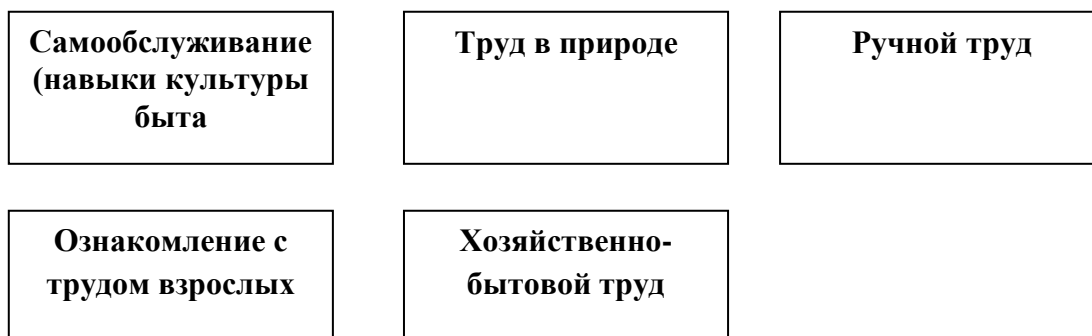 Самообслуживание
(навыки культуры
быта
Труд в природе
Ручной труд
Ознакомление с
трудом взрослых
Хозяйственно-
бытовой труд